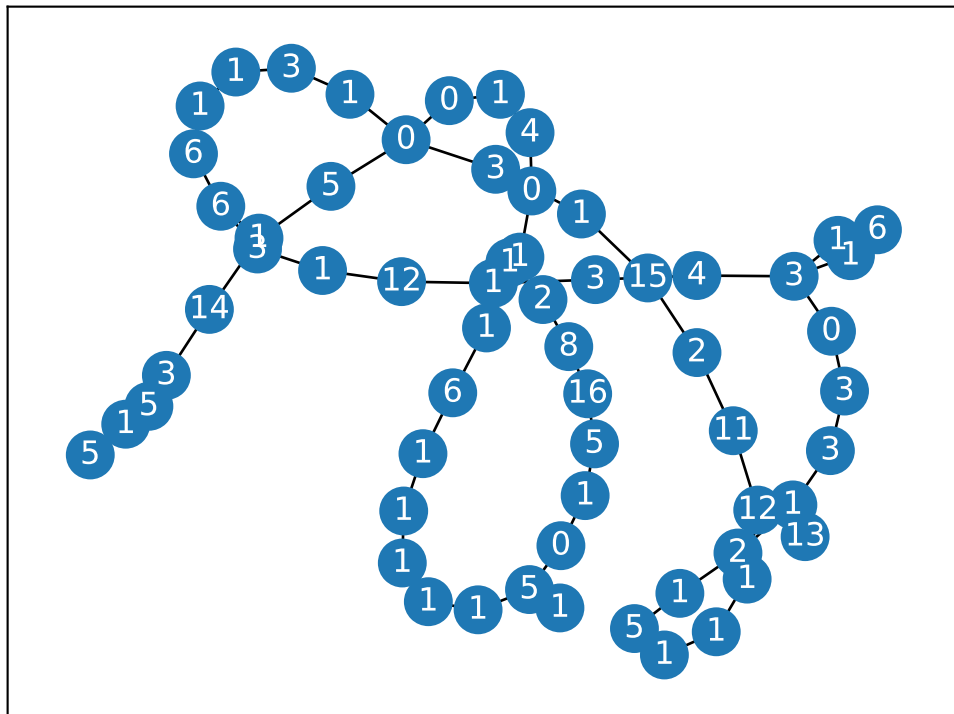 1 3 1 0 1
1 0 4
6 5 3 0
6 1 1 6
1 3 1 1 1
1 12 1 3 15 4 3
14 2 0
1 8 2
3 6 16 3
5 1 5 11 3
1 5
1 1 12 1
1 0 2 13
1 1 5 1 1 1
5 1 1